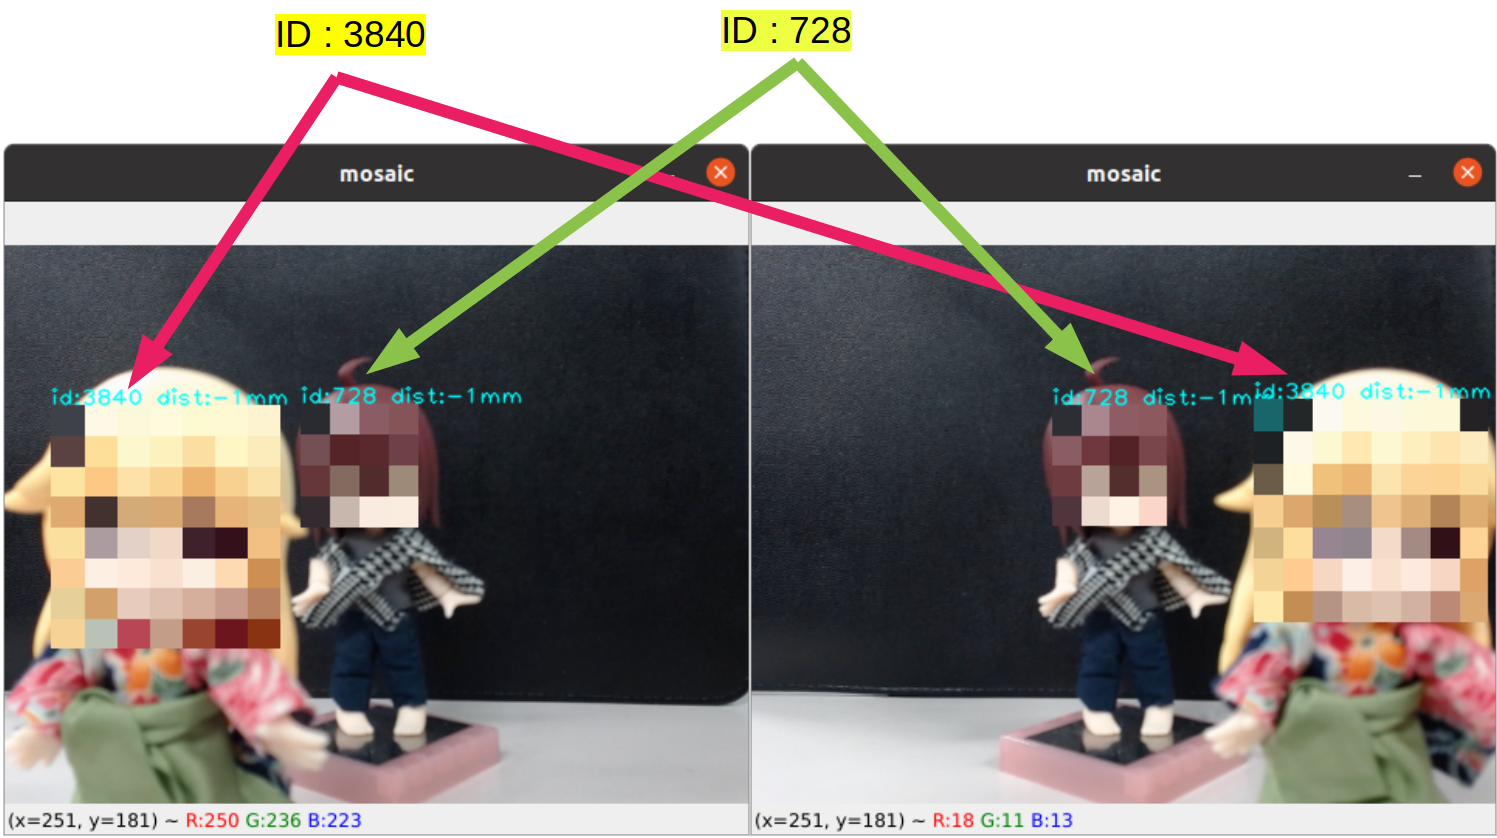 ID : 3840
ID : 728
mosaic
mosaic
id:3840 dist:-1mm
id:728 dist:-1mm
id:728 dist:-1m
id:3840 dist:-1mm
(x=251, y=181) ~ R:250 G:236 B:223
(x=251, y=181) ~ R:18 G:11 B:13